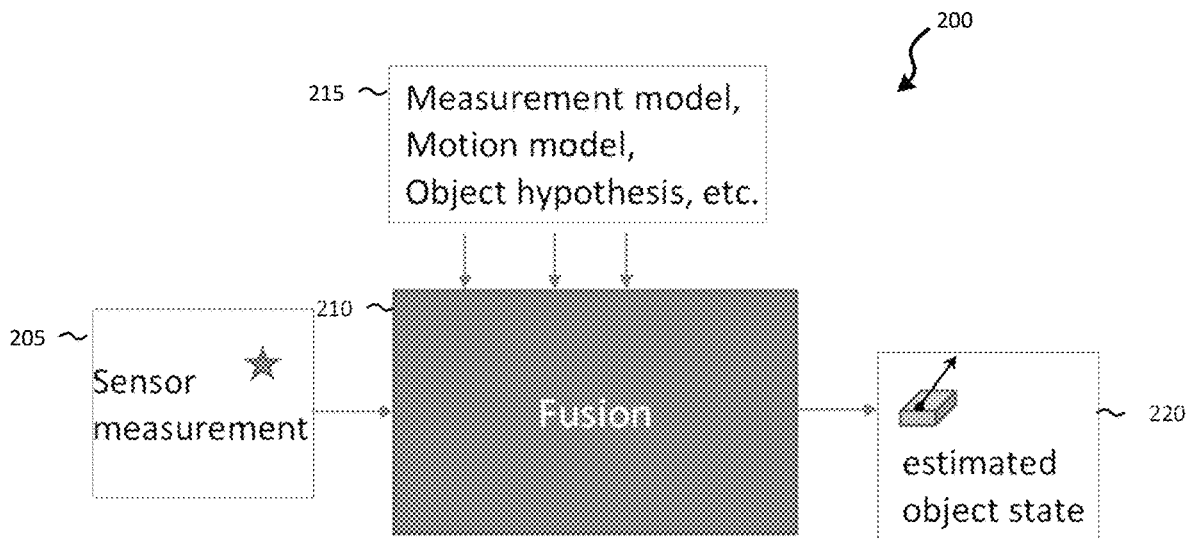 200
215
Measurement model,
Motion model,
Object hypothesis, etc.
210
205
Sensor
measurement
Fusion
220
estimated
object state